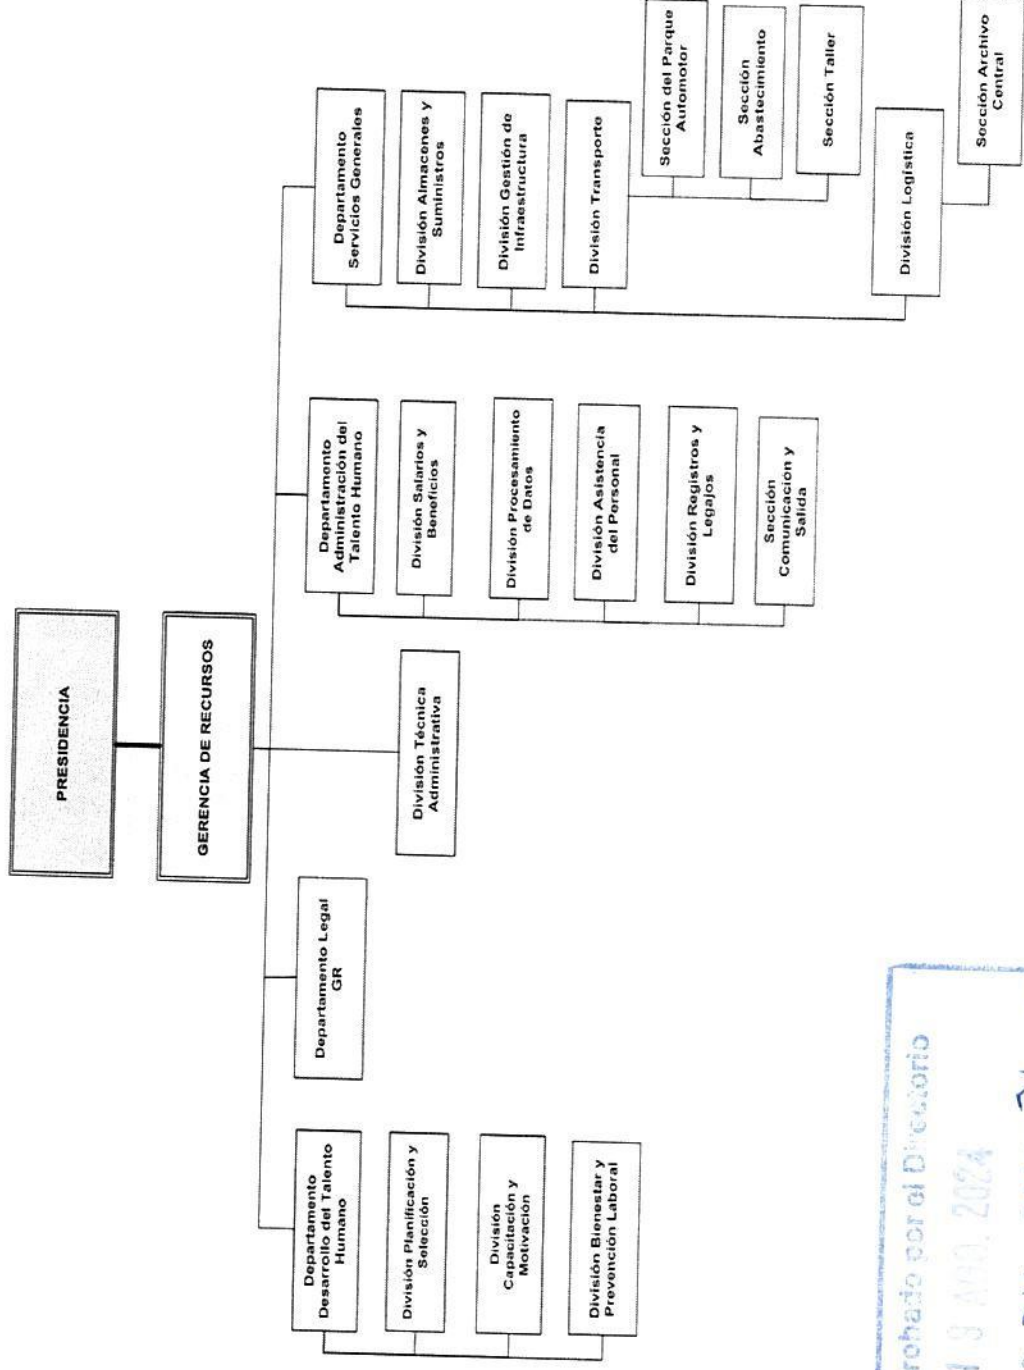 PRESIDENCIA
GERENCIA DE RECURSOS
Departamento
Desarrollo del Talento
Humano
División Planificación y
Selección
División
Capacitación y
Motivación
División Bienestar y
Prevención Laboral
Departamento Legal
GR
División Técnica
Administrativa
Departamento
Administración del
Talento Humano
División Salarios y
Beneficios
División Procesamiento
de Datos
División Asistencia
del Personal
División Registros y
Legajos
Sección
Comunicación y
Salida
Departamento
Servicios Generales
División Almacenes y
Suministros
División Gestión de
Infraestructura
División Transporte
Sección del Parque
Automotor
Sección
Abastecimiento
Sección Taller
División Logística
Sección Archivo
Central
por el Directorio
2024